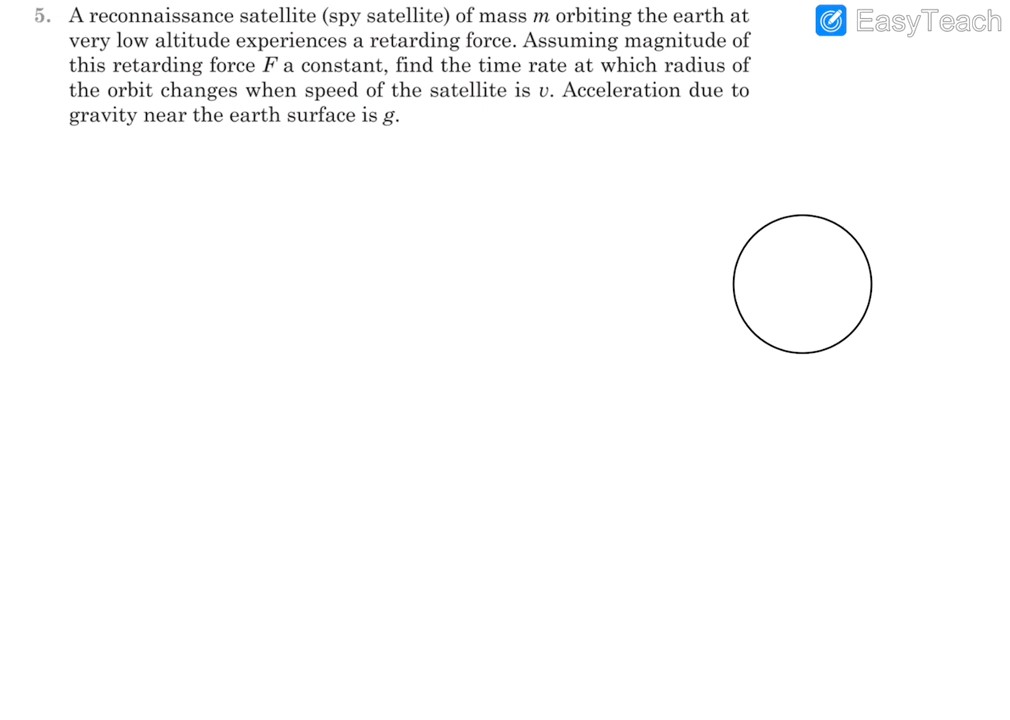 5. A reconnaissance satellite (spy satellite) of mass m orbiting the earth at
very low altitude experiences a retarding force. Assuming magnitude of
this retarding force F a constant, find the time rate at which radius of
the orbit changes when speed of the satellite is v. Acceleration due to
gravity near the earth surface is g.
EasyTeach